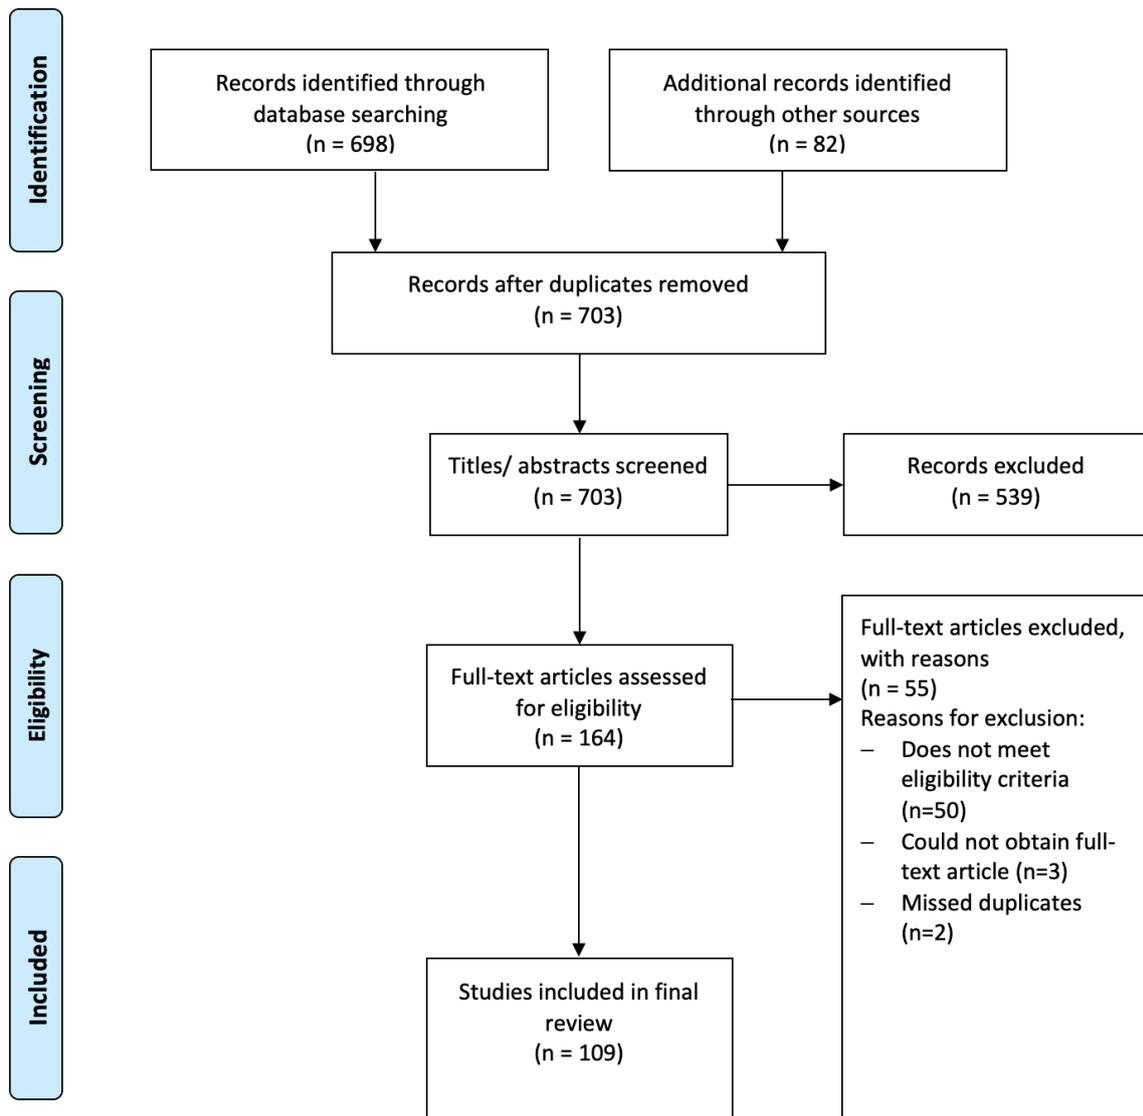 Identification
Records identified through
database searching
(n = 698)
Additional records identified
through other sources
(n = 82)
Records after duplicates removed
(n = 703)
Screening
Titles/ abstracts screened
(n = 703)
Records excluded
(n = 539)
Eligibility
Full-text articles assessed
for eligibility
(n = 164)
Full-text articles excluded,
with reasons
(n = 55)
Reasons for exclusion:
– Does not meet
eligibility criteria
(n=50)
– Could not obtain full-
text article (n=3)
– Missed duplicates
(n=2)
Included
Studies included in final
review
(n = 109)